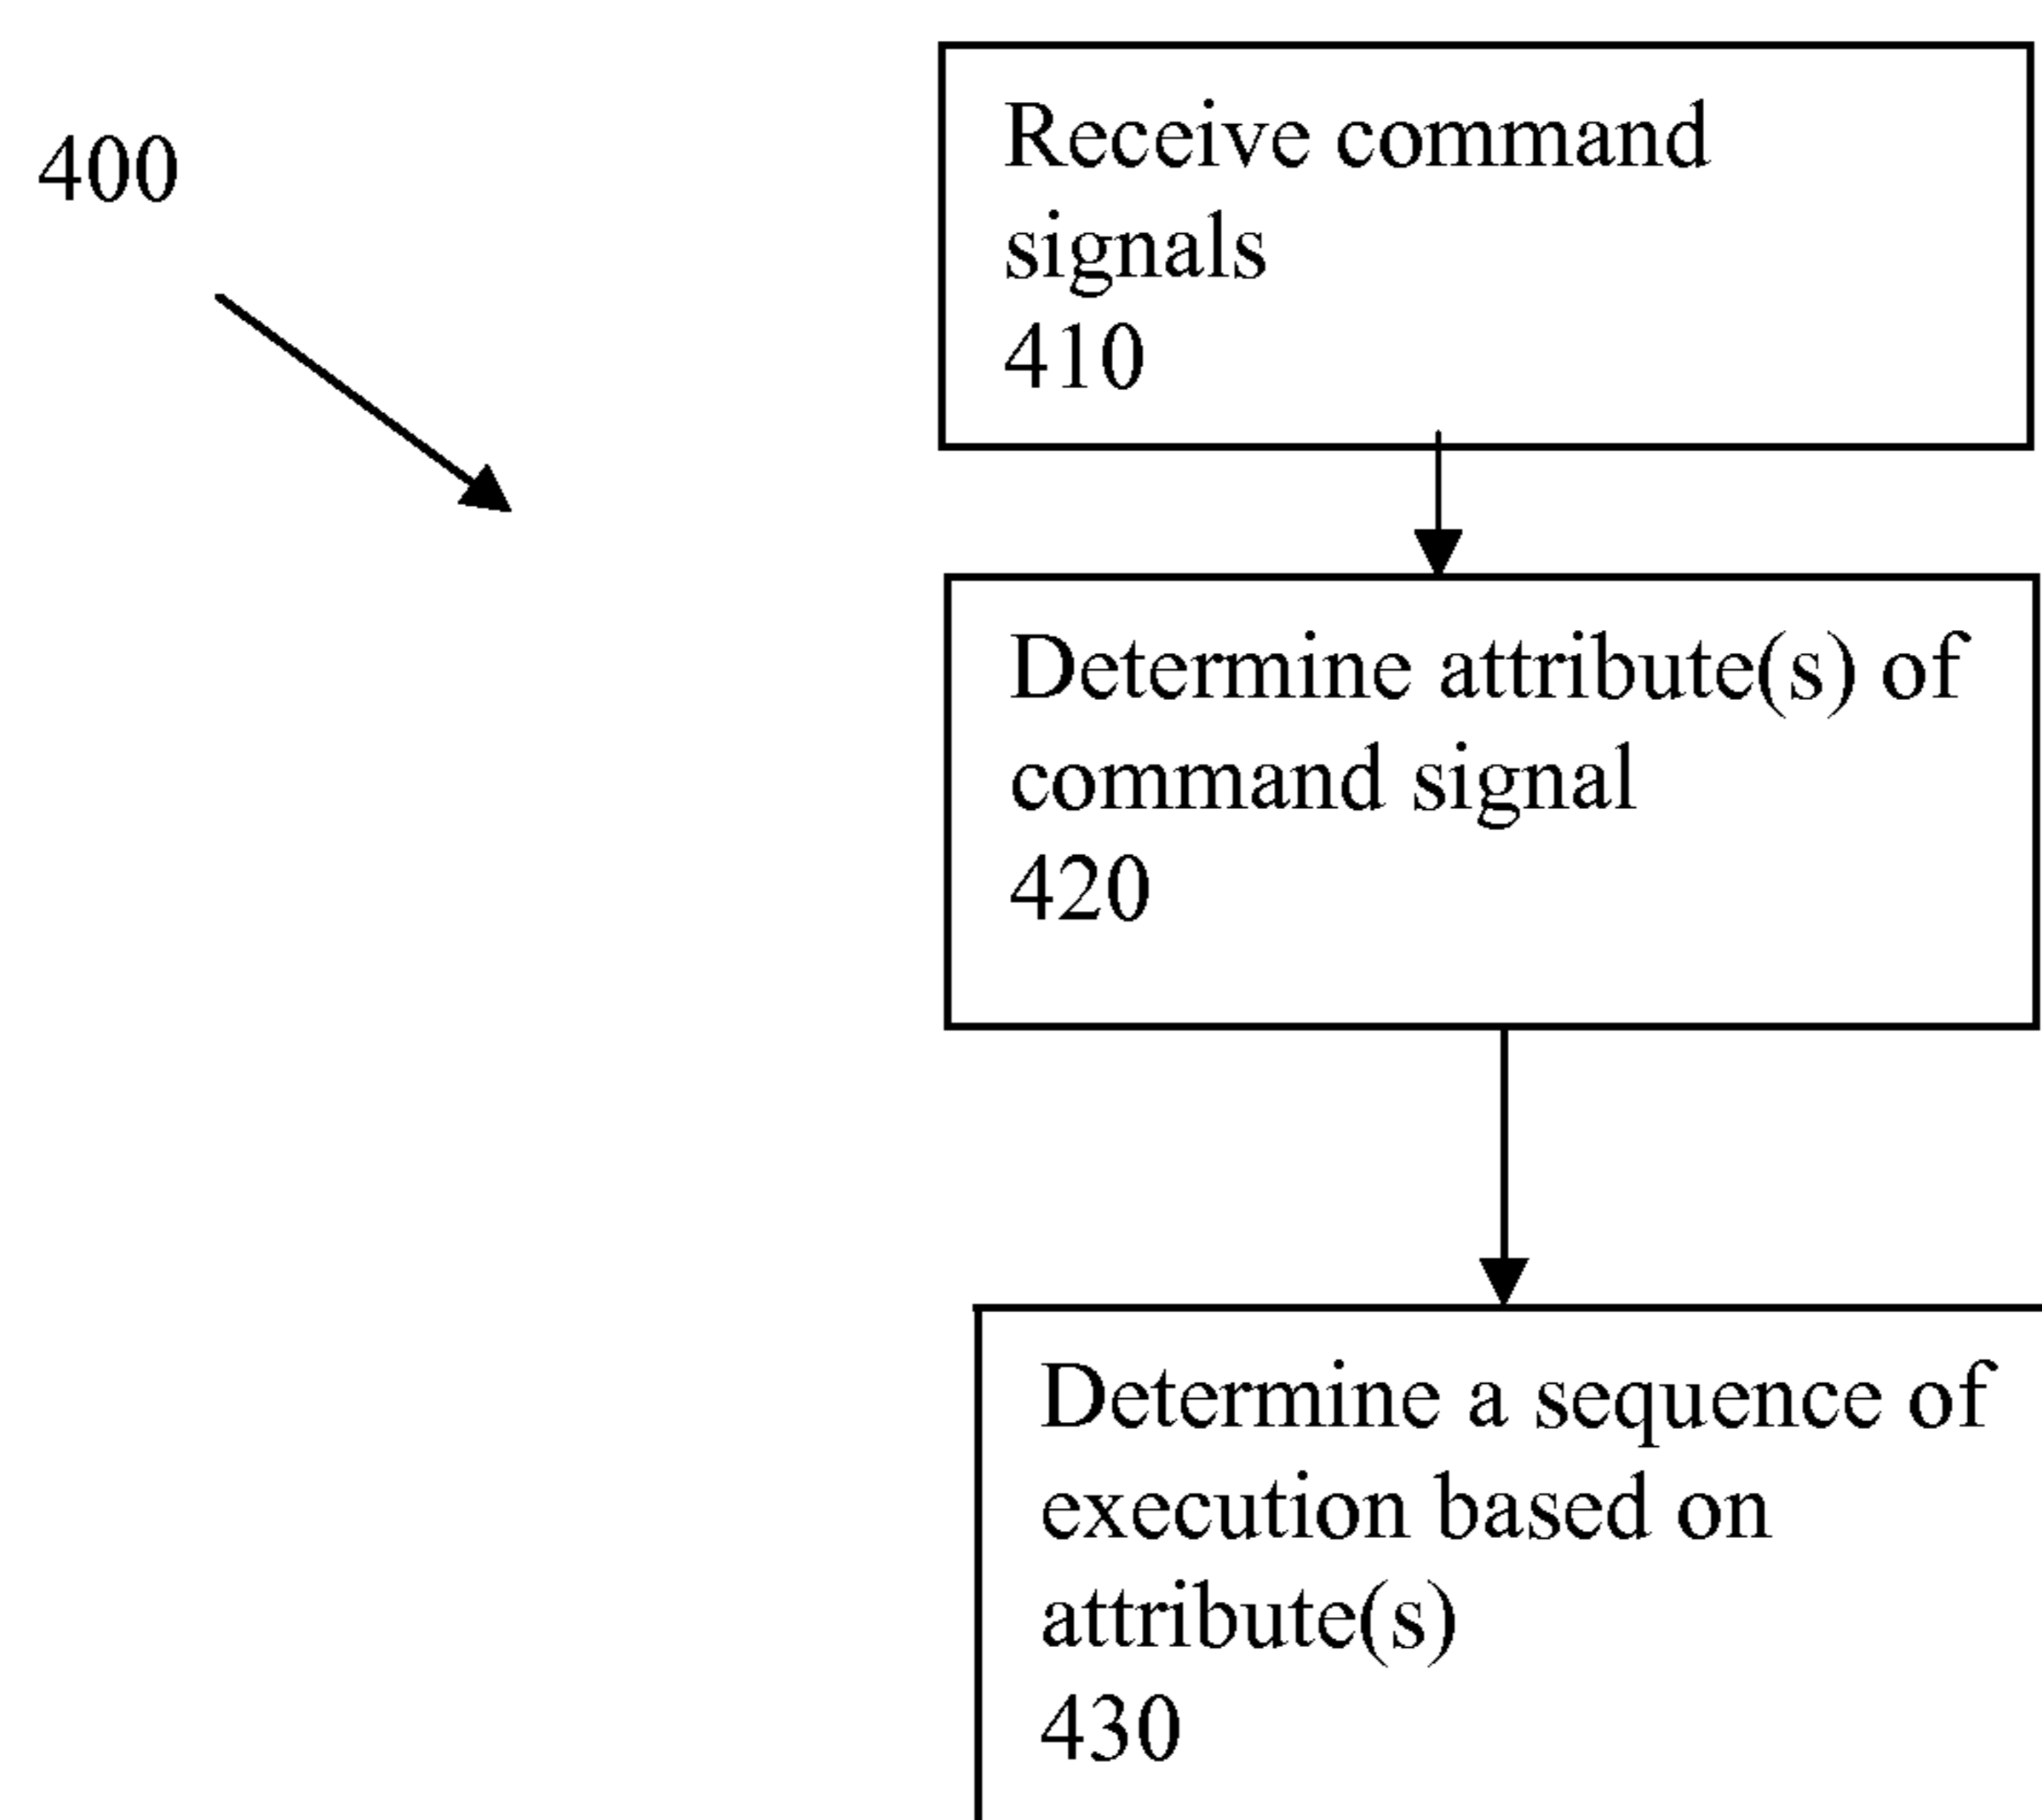 400
Receive command
signals
410
Determine attribute(s) of
command signal
420
Determine a sequence of
execution based on
attribute(s)
430